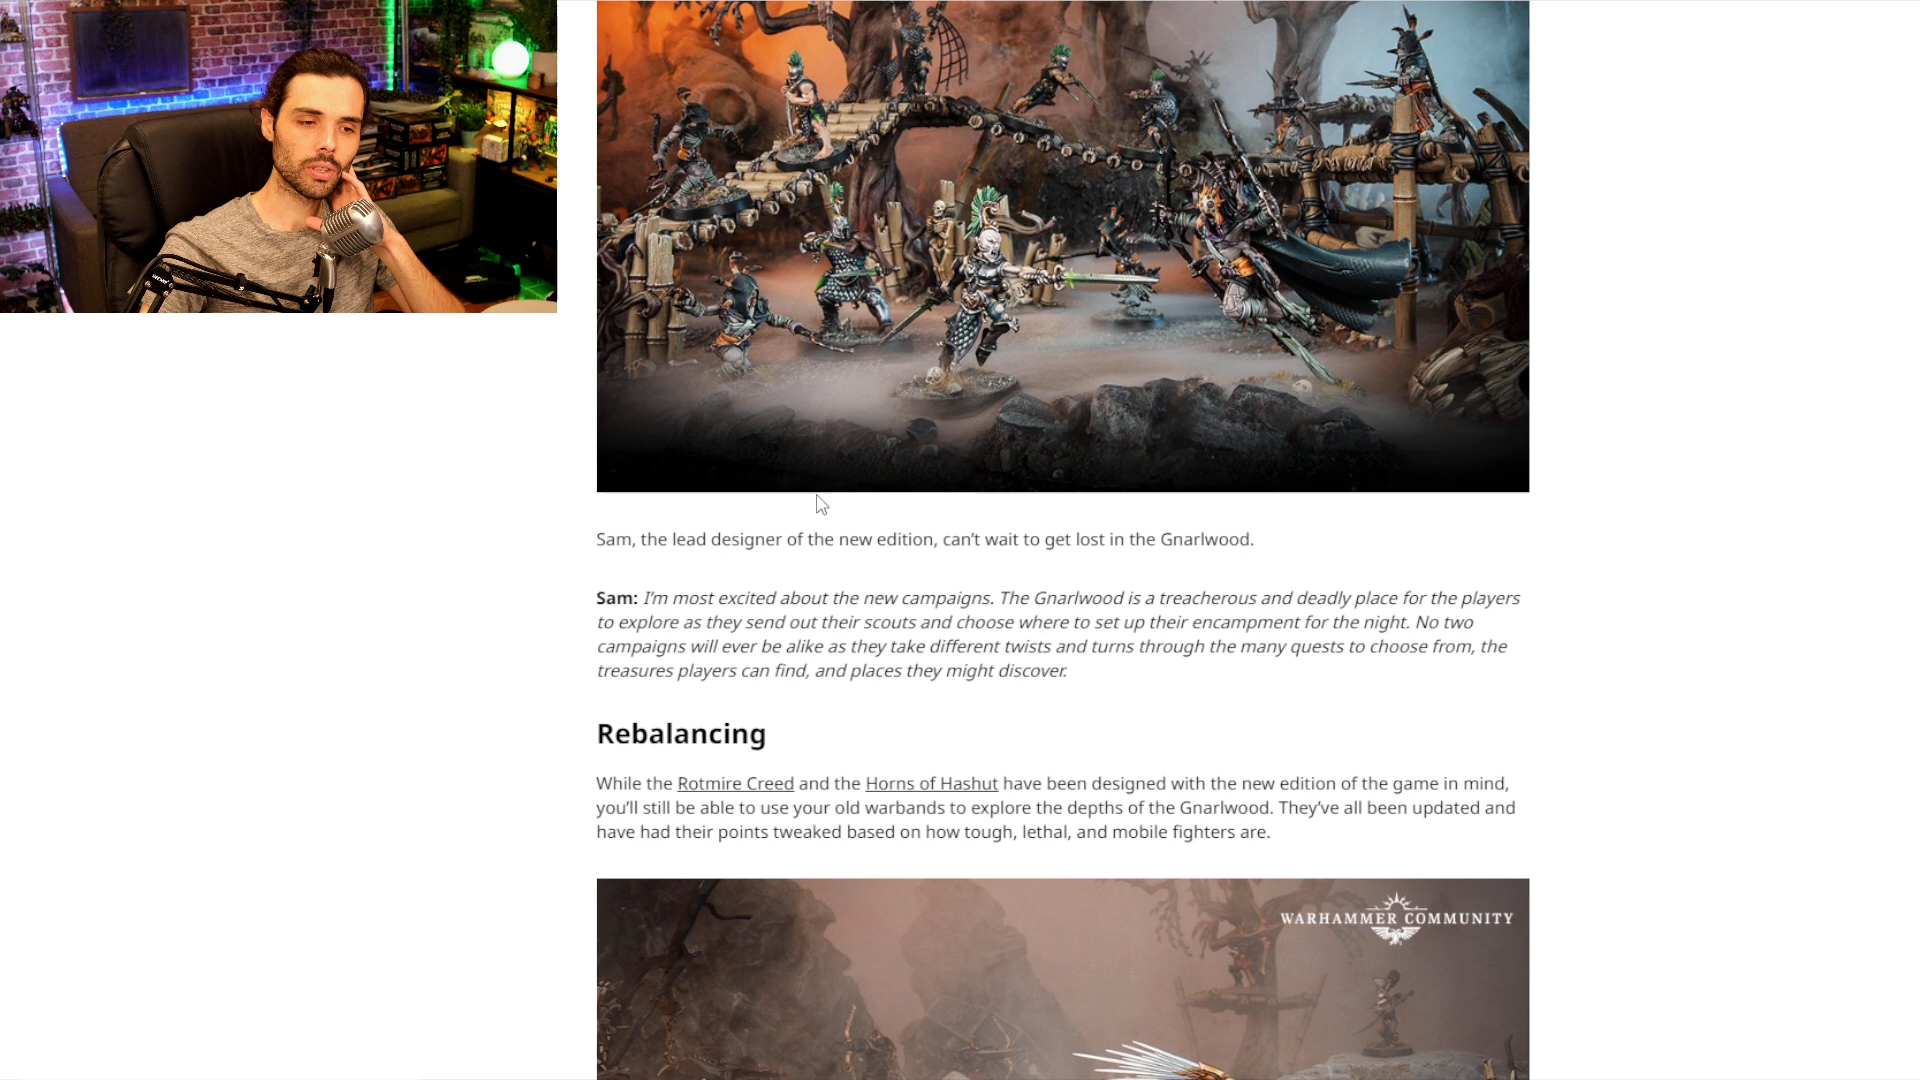 Sam, the lead designer of the new edition, can’t wait to get lost in the Gnarlwood.
Sam: I’m most excited about the new campaigns. The Gnarlwood is a treacherous and deadly place for the players
to explore as they send out their scouts and choose where to set up their encampment for the night. No two
campaigns will ever be alike as they take different twists and turns through the many quests to choose from, the
treasures players can find, and places they might discover.
Rebalancing
While the Rotmire Creed and the Horns of Hashut have been designed with the new edition of the game in mind,
you’ll still be able to use your old warbands to explore the depths of the Gnarlwood. They’ve all been updated and
have had their points tweaked based on how tough, lethal, and mobile fighters are.
WARHAMMER COMMUNITY